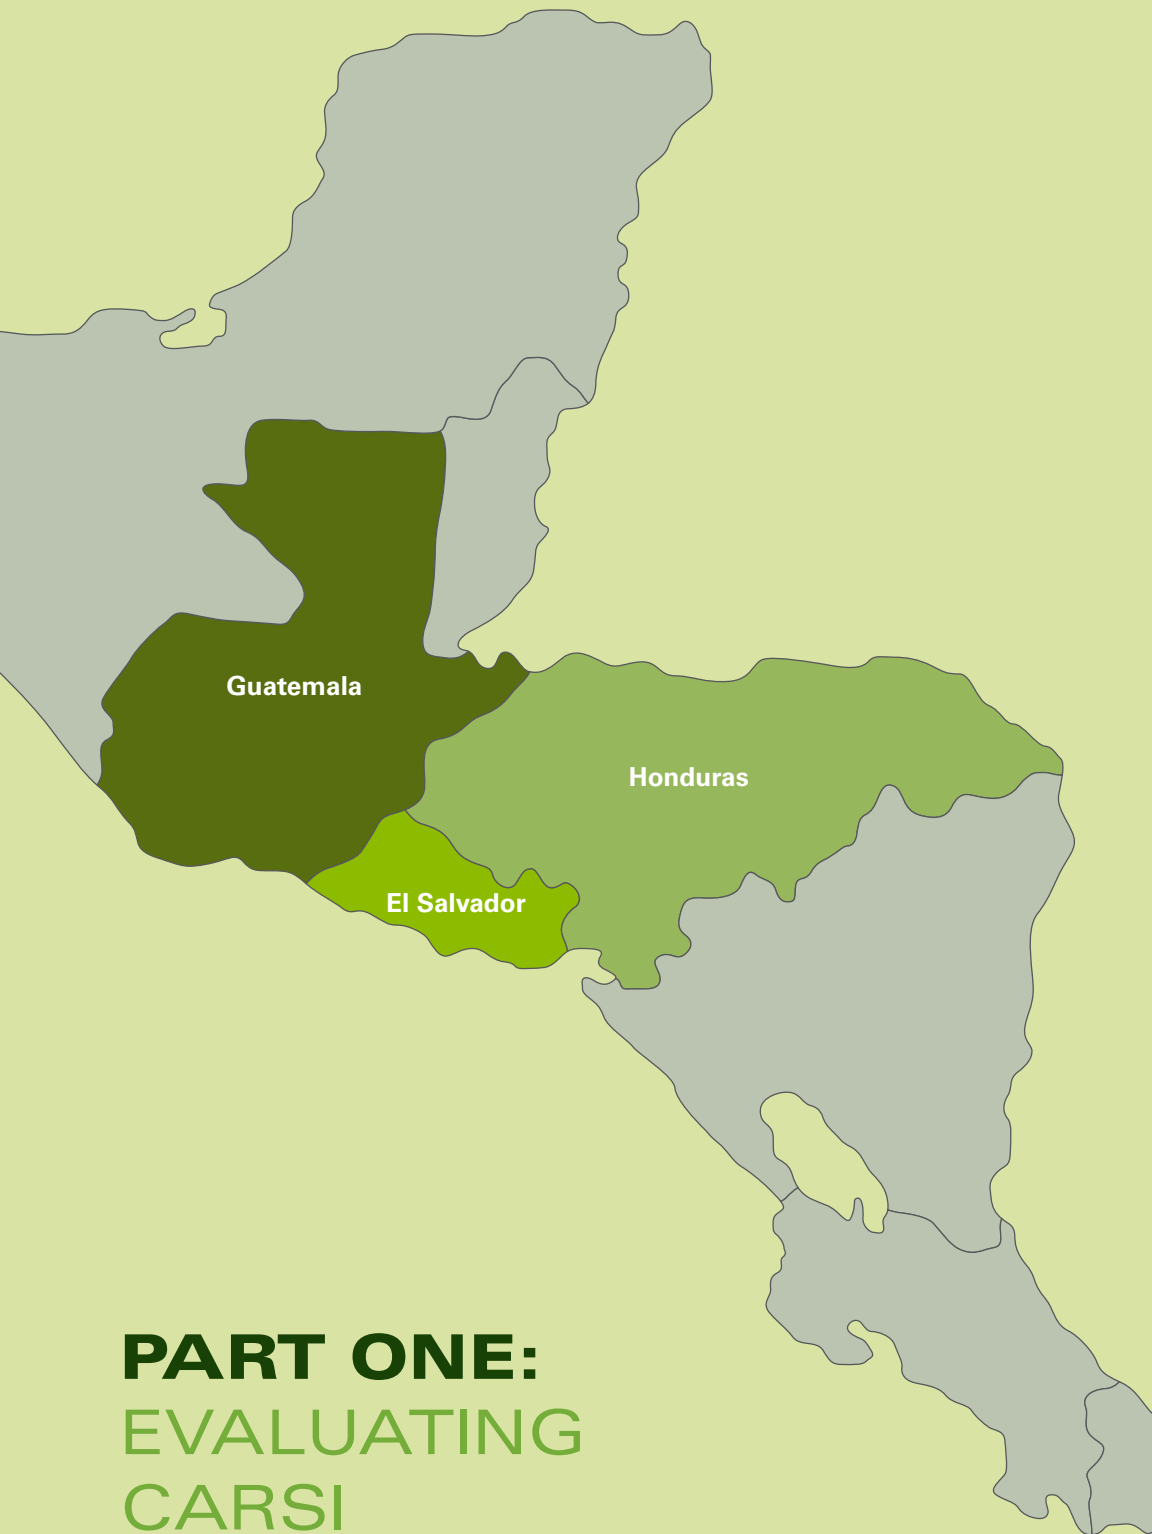 Guatemala
Honduras
El Salvador
PART ONE:
EVALUATING
CARSI